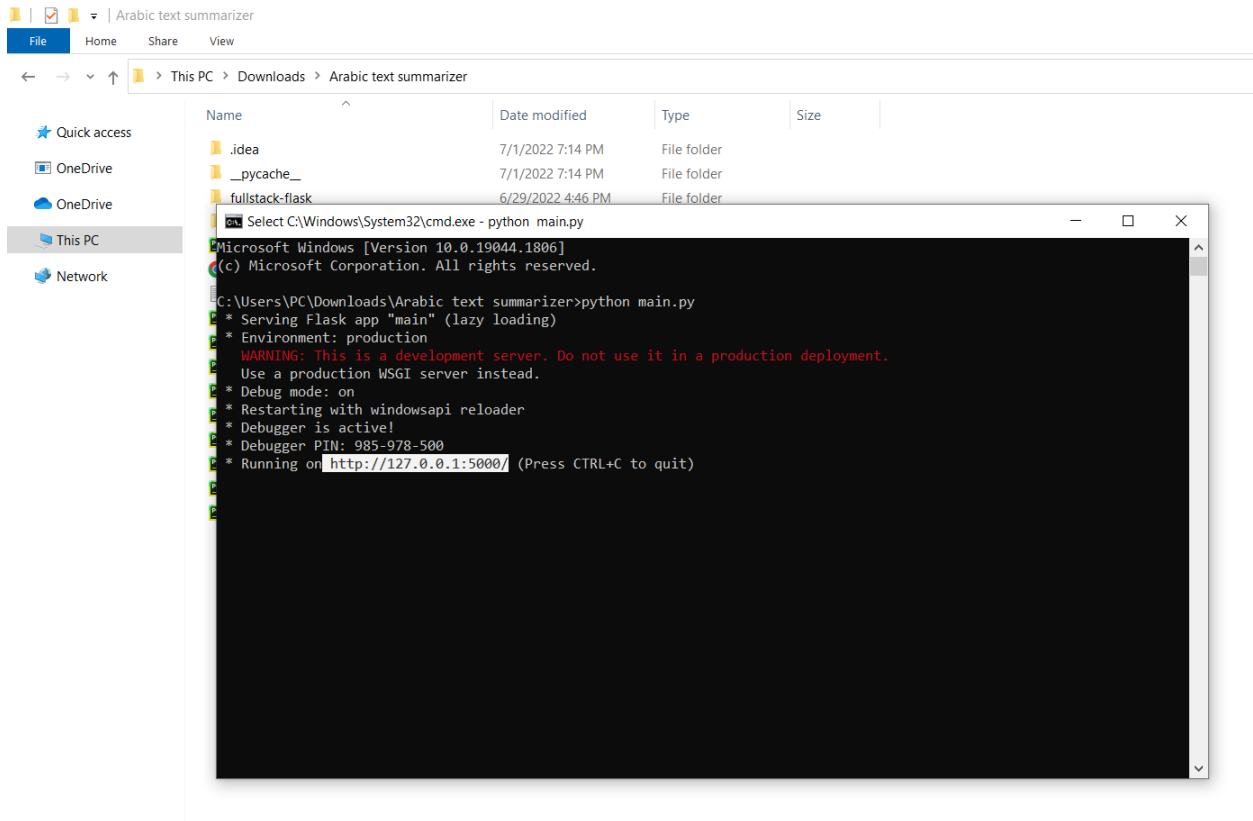 Arabic text summarizer
File Home Share View
This PC > Downloads > Arabic text summarizer
Name Date modified Type Size
Quick access
OneDrive
OneDrive
This PC
Network
.idea 7/1/2022 7:14 PM File folder
__pycache__ 7/1/2022 7:14 PM File folder
fullstack-flask 6/29/2022 4:46 PM File folder
Select C:\Windows\System32\cmd.exe - python main.py
Microsoft Windows [Version 10.0.19044.1806]
(c) Microsoft Corporation. All rights reserved.
C:\Users\PC\Downloads\Arabic text summarizer>python main.py
* Serving Flask app "main" (lazy loading)
* Environment: production
WARNING: This is a development server. Do not use it in a production deployment.
Use a production WSGI server instead.
* Debug mode: on
* Restarting with windowsapi reloader
* Debugger is active!
* Debugger PIN: 985-978-500
* Running on http://127.0.0.1:5000/ (Press CTRL+C to quit)